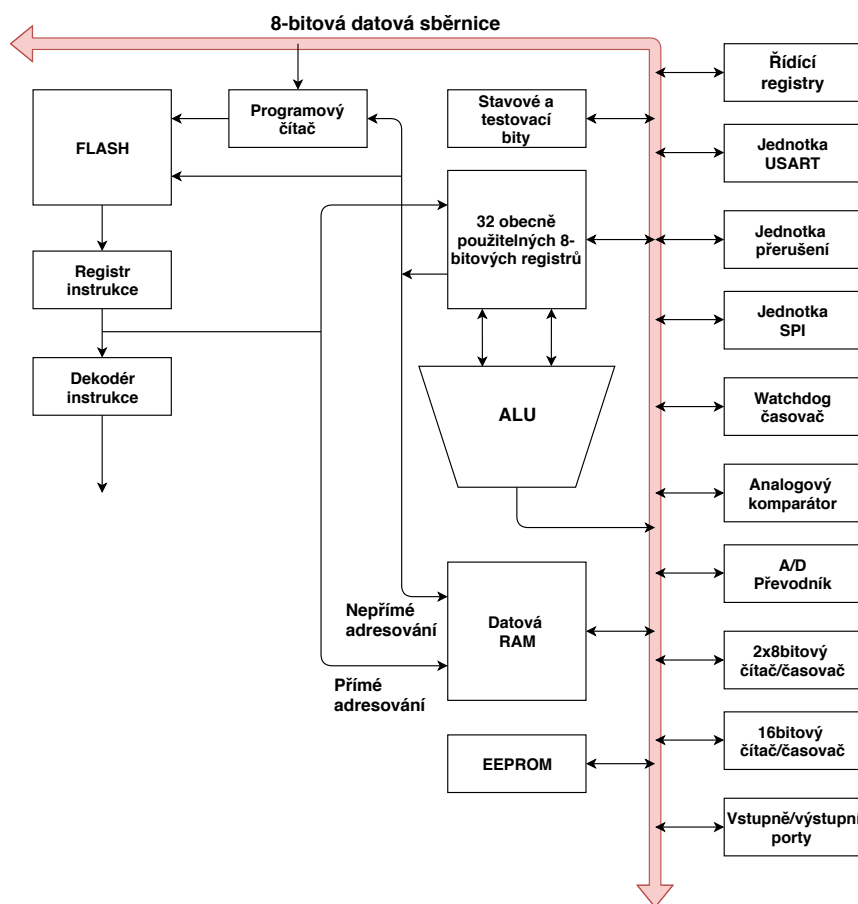 8-bitová datová sběrnice
Programový
čítač
FLASH
Registr
instrukce
Dekodér
instrukce
Stavové a
testovací
bity
32 obecně
použitelných 8-
bitových registrů
ALU
Nepřímé
adresování
Přímé
adresování
Datová
RAM
EEPROM
Řídící
registry
Jednotka
USART
Jednotka
přerušení
Jednotka
SPI
Watchdog
časovač
Analogový
komparátor
A/D
Převodník
2x8bitový
čítač/časovač
16bitový
čítač/časovač
Vstupně/výstupní
porty